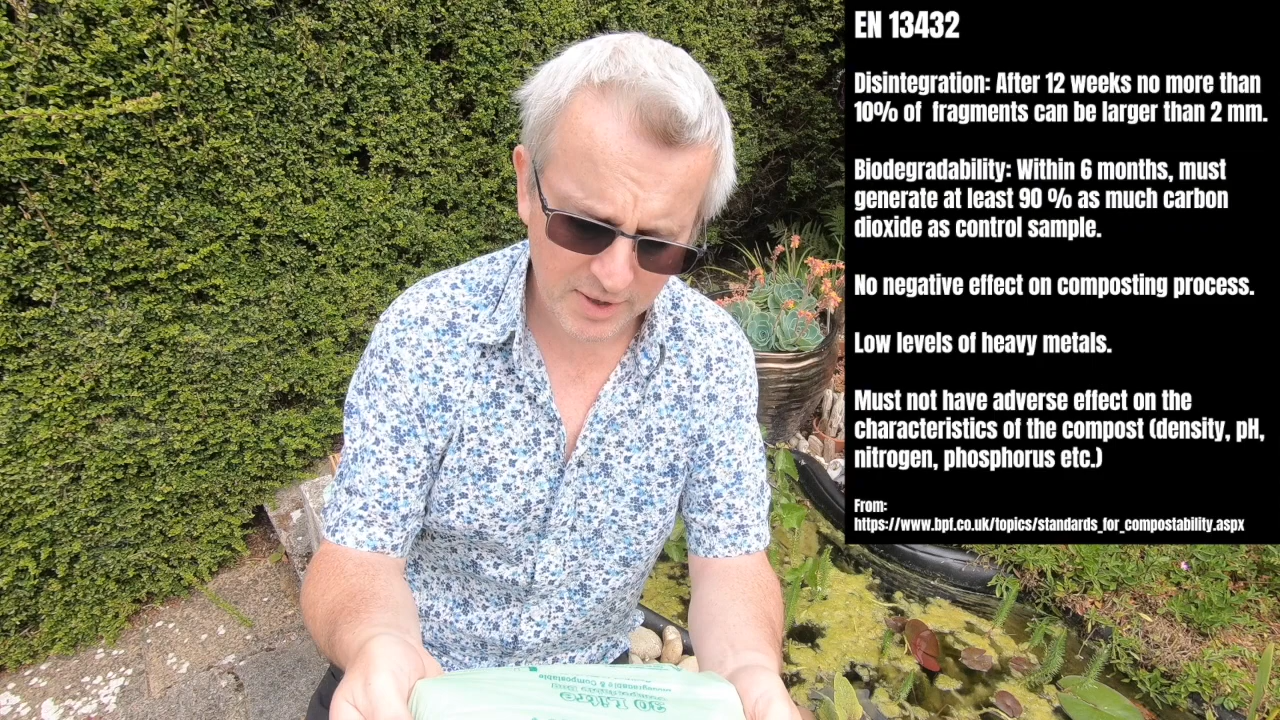 EN 13432
Disintegration: After 12 weeks no more than
10% of fragments can be larger than 2 mm.
Biodegradability: Within 6 months, must
generate at least 90 % as much carbon
dioxide as control sample.
No negative effect on composting process.
Low levels of heavy metals.
Must not have adverse effect on the
characteristics of the compost (density, pH,
nitrogen, phosphorus etc.)
From:
https://www.bpf.co.uk/topics/standards_for_compostability.aspx
Biodegradable & Compostable